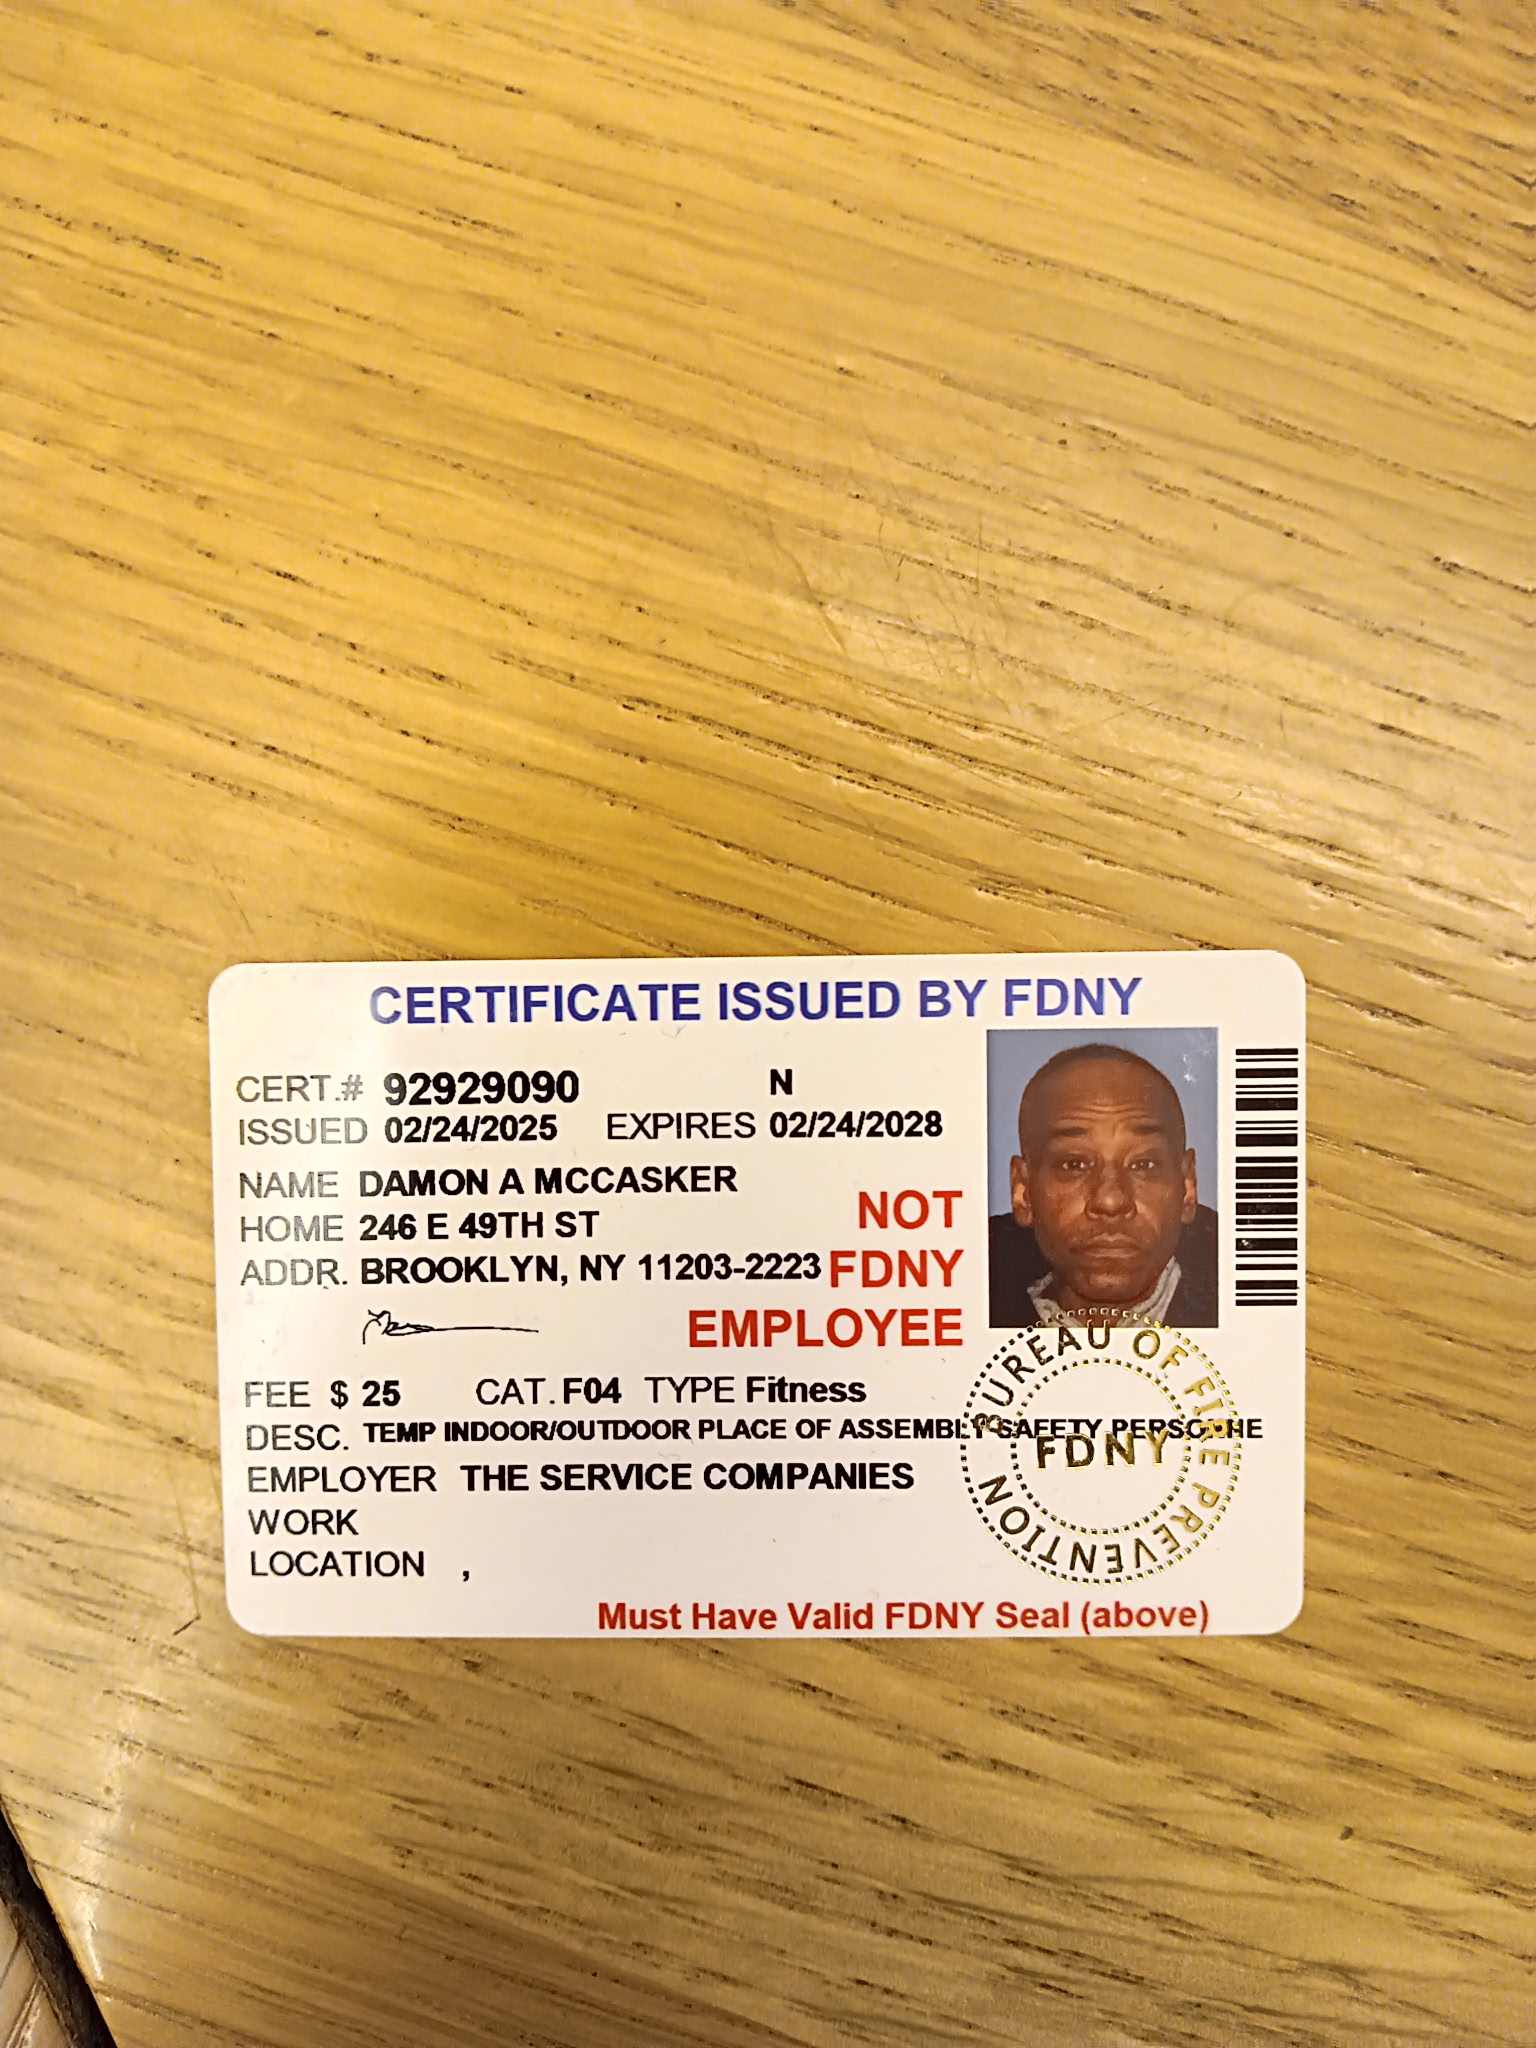 CERTIFICATE ISSUED BY FDNY
CERT.# 92929090 N
ISSUED 02/24/2025 EXPIRES 02/24/2028
NAME DAMON A MCCASKER
HOME 246 E 49TH ST
ADDR. BROOKLYN, NY 11203-2223
NOT
FDNY
EMPLOYEE
FEE $ 25 CAT. F04 TYPE Fitness
DESC. TEMP INDOOR/OUTDOOR PLACE OF ASSEMBLY SAFETY
EMPLOYER THE SERVICE COMPANIES
WORK
LOCATION ,
BUREAU OF FIRE PREVENTION
FDNY
Must Have Valid FDNY Seal (above)